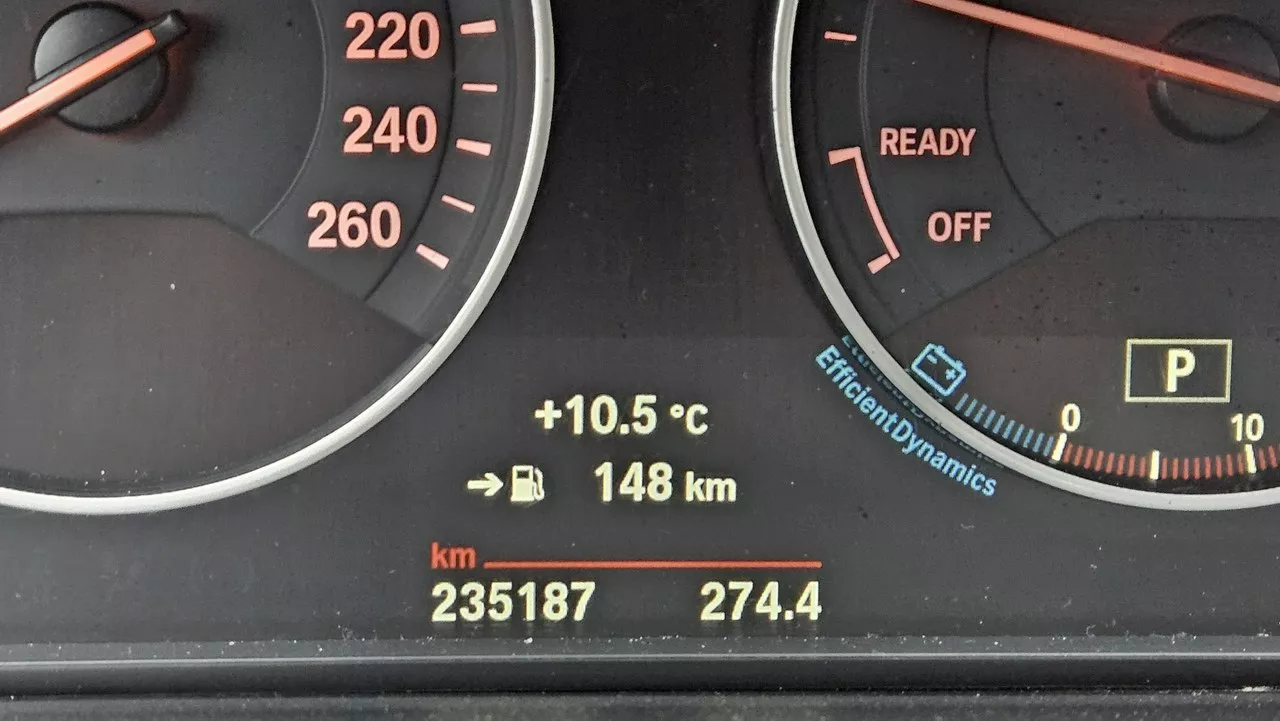 220
240
260
READY
OFF
P
EfficientDynamics
0
10
+10.5 °C
148 km
km
235187 274.4